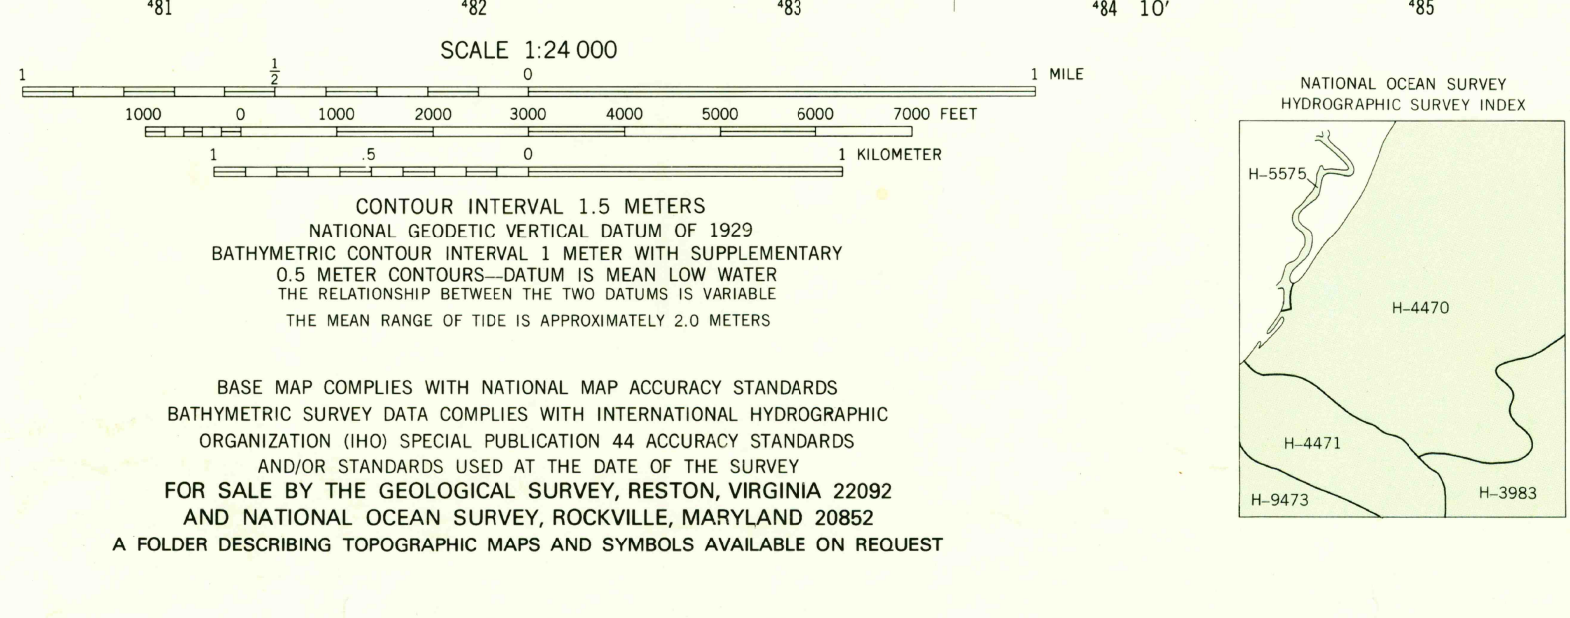 ⁴81 ⁴82 ⁴83 ⁴84 10′ ⁴85
SCALE 1:24 000
1 ½ 0 1 MILE
1000 0 1000 2000 3000 4000 5000 6000 7000 FEET
1 .5 0 1 KILOMETER
CONTOUR INTERVAL 1.5 METERS
NATIONAL GEODETIC VERTICAL DATUM OF 1929
BATHYMETRIC CONTOUR INTERVAL 1 METER WITH SUPPLEMENTARY
0.5 METER CONTOURS—DATUM IS MEAN LOW WATER
THE RELATIONSHIP BETWEEN THE TWO DATUMS IS VARIABLE
THE MEAN RANGE OF TIDE IS APPROXIMATELY 2.0 METERS
BASE MAP COMPLIES WITH NATIONAL MAP ACCURACY STANDARDS
BATHYMETRIC SURVEY DATA COMPLIES WITH INTERNATIONAL HYDROGRAPHIC
ORGANIZATION (IHO) SPECIAL PUBLICATION 44 ACCURACY STANDARDS
AND/OR STANDARDS USED AT THE DATE OF THE SURVEY
FOR SALE BY THE GEOLOGICAL SURVEY, RESTON, VIRGINIA 22092
AND NATIONAL OCEAN SURVEY, ROCKVILLE, MARYLAND 20852
A FOLDER DESCRIBING TOPOGRAPHIC MAPS AND SYMBOLS AVAILABLE ON REQUEST
NATIONAL OCEAN SURVEY
HYDROGRAPHIC SURVEY INDEX
H-5575
H-4470
H-4471
H-9473
H-3983